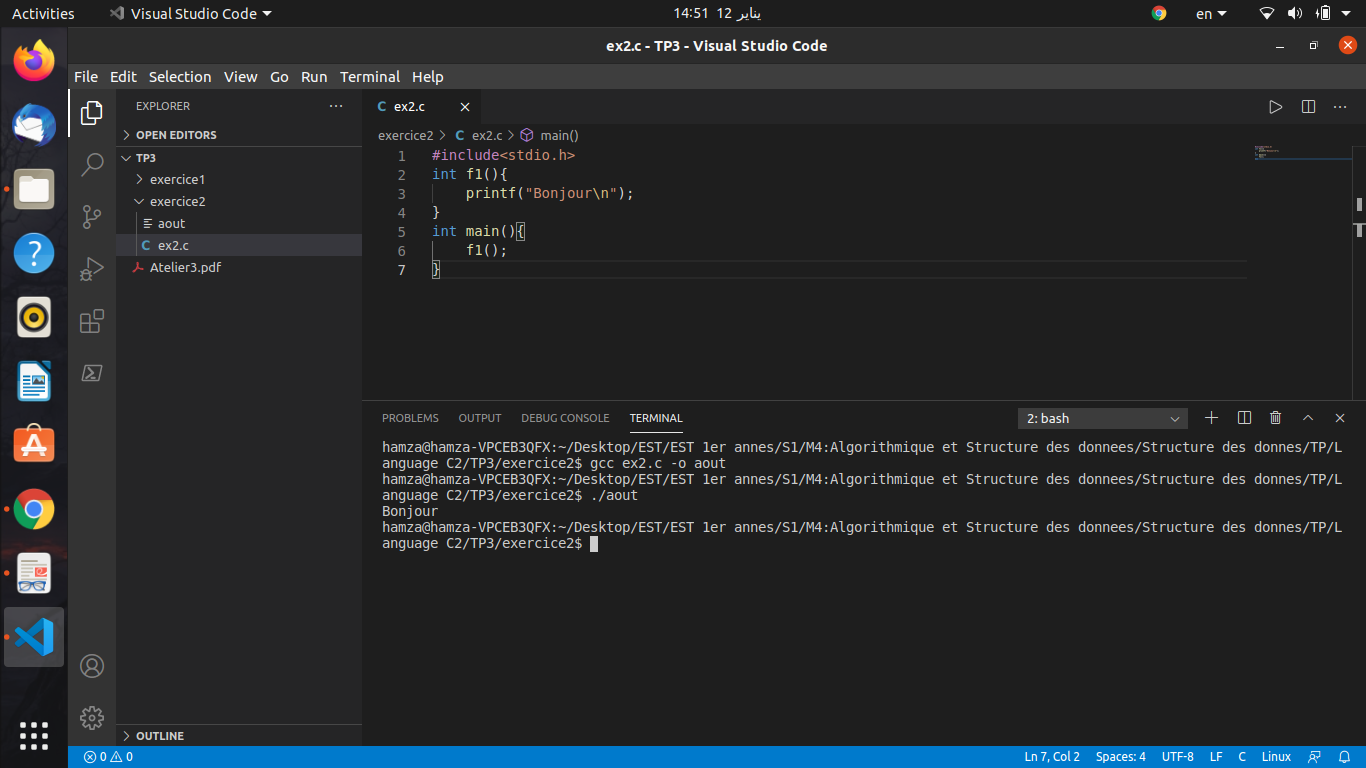 Activities
Visual Studio Code
14:51 12 يناير
en
ex2.c - TP3 - Visual Studio Code
File Edit Selection View Go Run Terminal Help
EXPLORER
OPEN EDITORS
TP3
exercice1
exercice2
aout
C ex2.c
Atelier3.pdf
OUTLINE
C ex2.c
exercice2 > C ex2.c > main()
1 #include<stdio.h>
2 int f1(){
3     printf("Bonjour\n");
4 }
5 int main(){
6     f1();
7 }
PROBLEMS OUTPUT DEBUG CONSOLE TERMINAL
2: bash
hamza@hamza-VPCEB3QFX:~/Desktop/EST/EST 1er annes/S1/M4:Algorithmique et Structure des donnees/Structure des donnes/TP/L
anguage C2/TP3/exercice2$ gcc ex2.c -o aout
hamza@hamza-VPCEB3QFX:~/Desktop/EST/EST 1er annes/S1/M4:Algorithmique et Structure des donnees/Structure des donnes/TP/L
anguage C2/TP3/exercice2$ ./aout
Bonjour
hamza@hamza-VPCEB3QFX:~/Desktop/EST/EST 1er annes/S1/M4:Algorithmique et Structure des donnees/Structure des donnes/TP/L
anguage C2/TP3/exercice2$
0 0
Ln 7, Col 2 Spaces: 4 UTF-8 LF C Linux